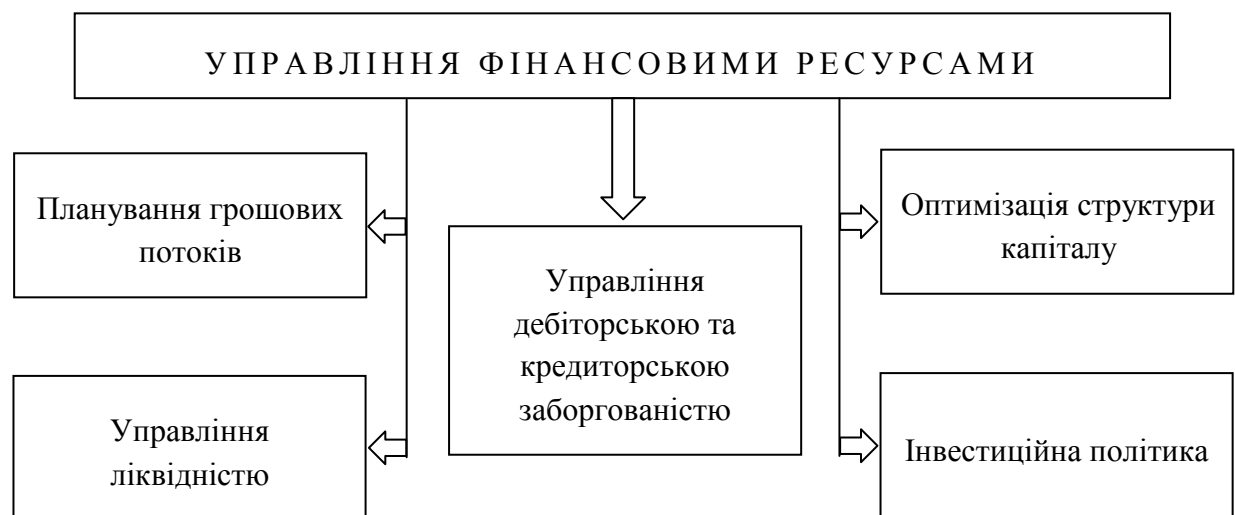 УПРАВЛІННЯ ФІНАНСОВИМИ РЕСУРСАМИ
Планування грошових
потоків
Управління
ліквідністю
Управління
дебіторською та
кредиторською
заборгованістю
Оптимізація структури
капіталу
Інвестиційна політика